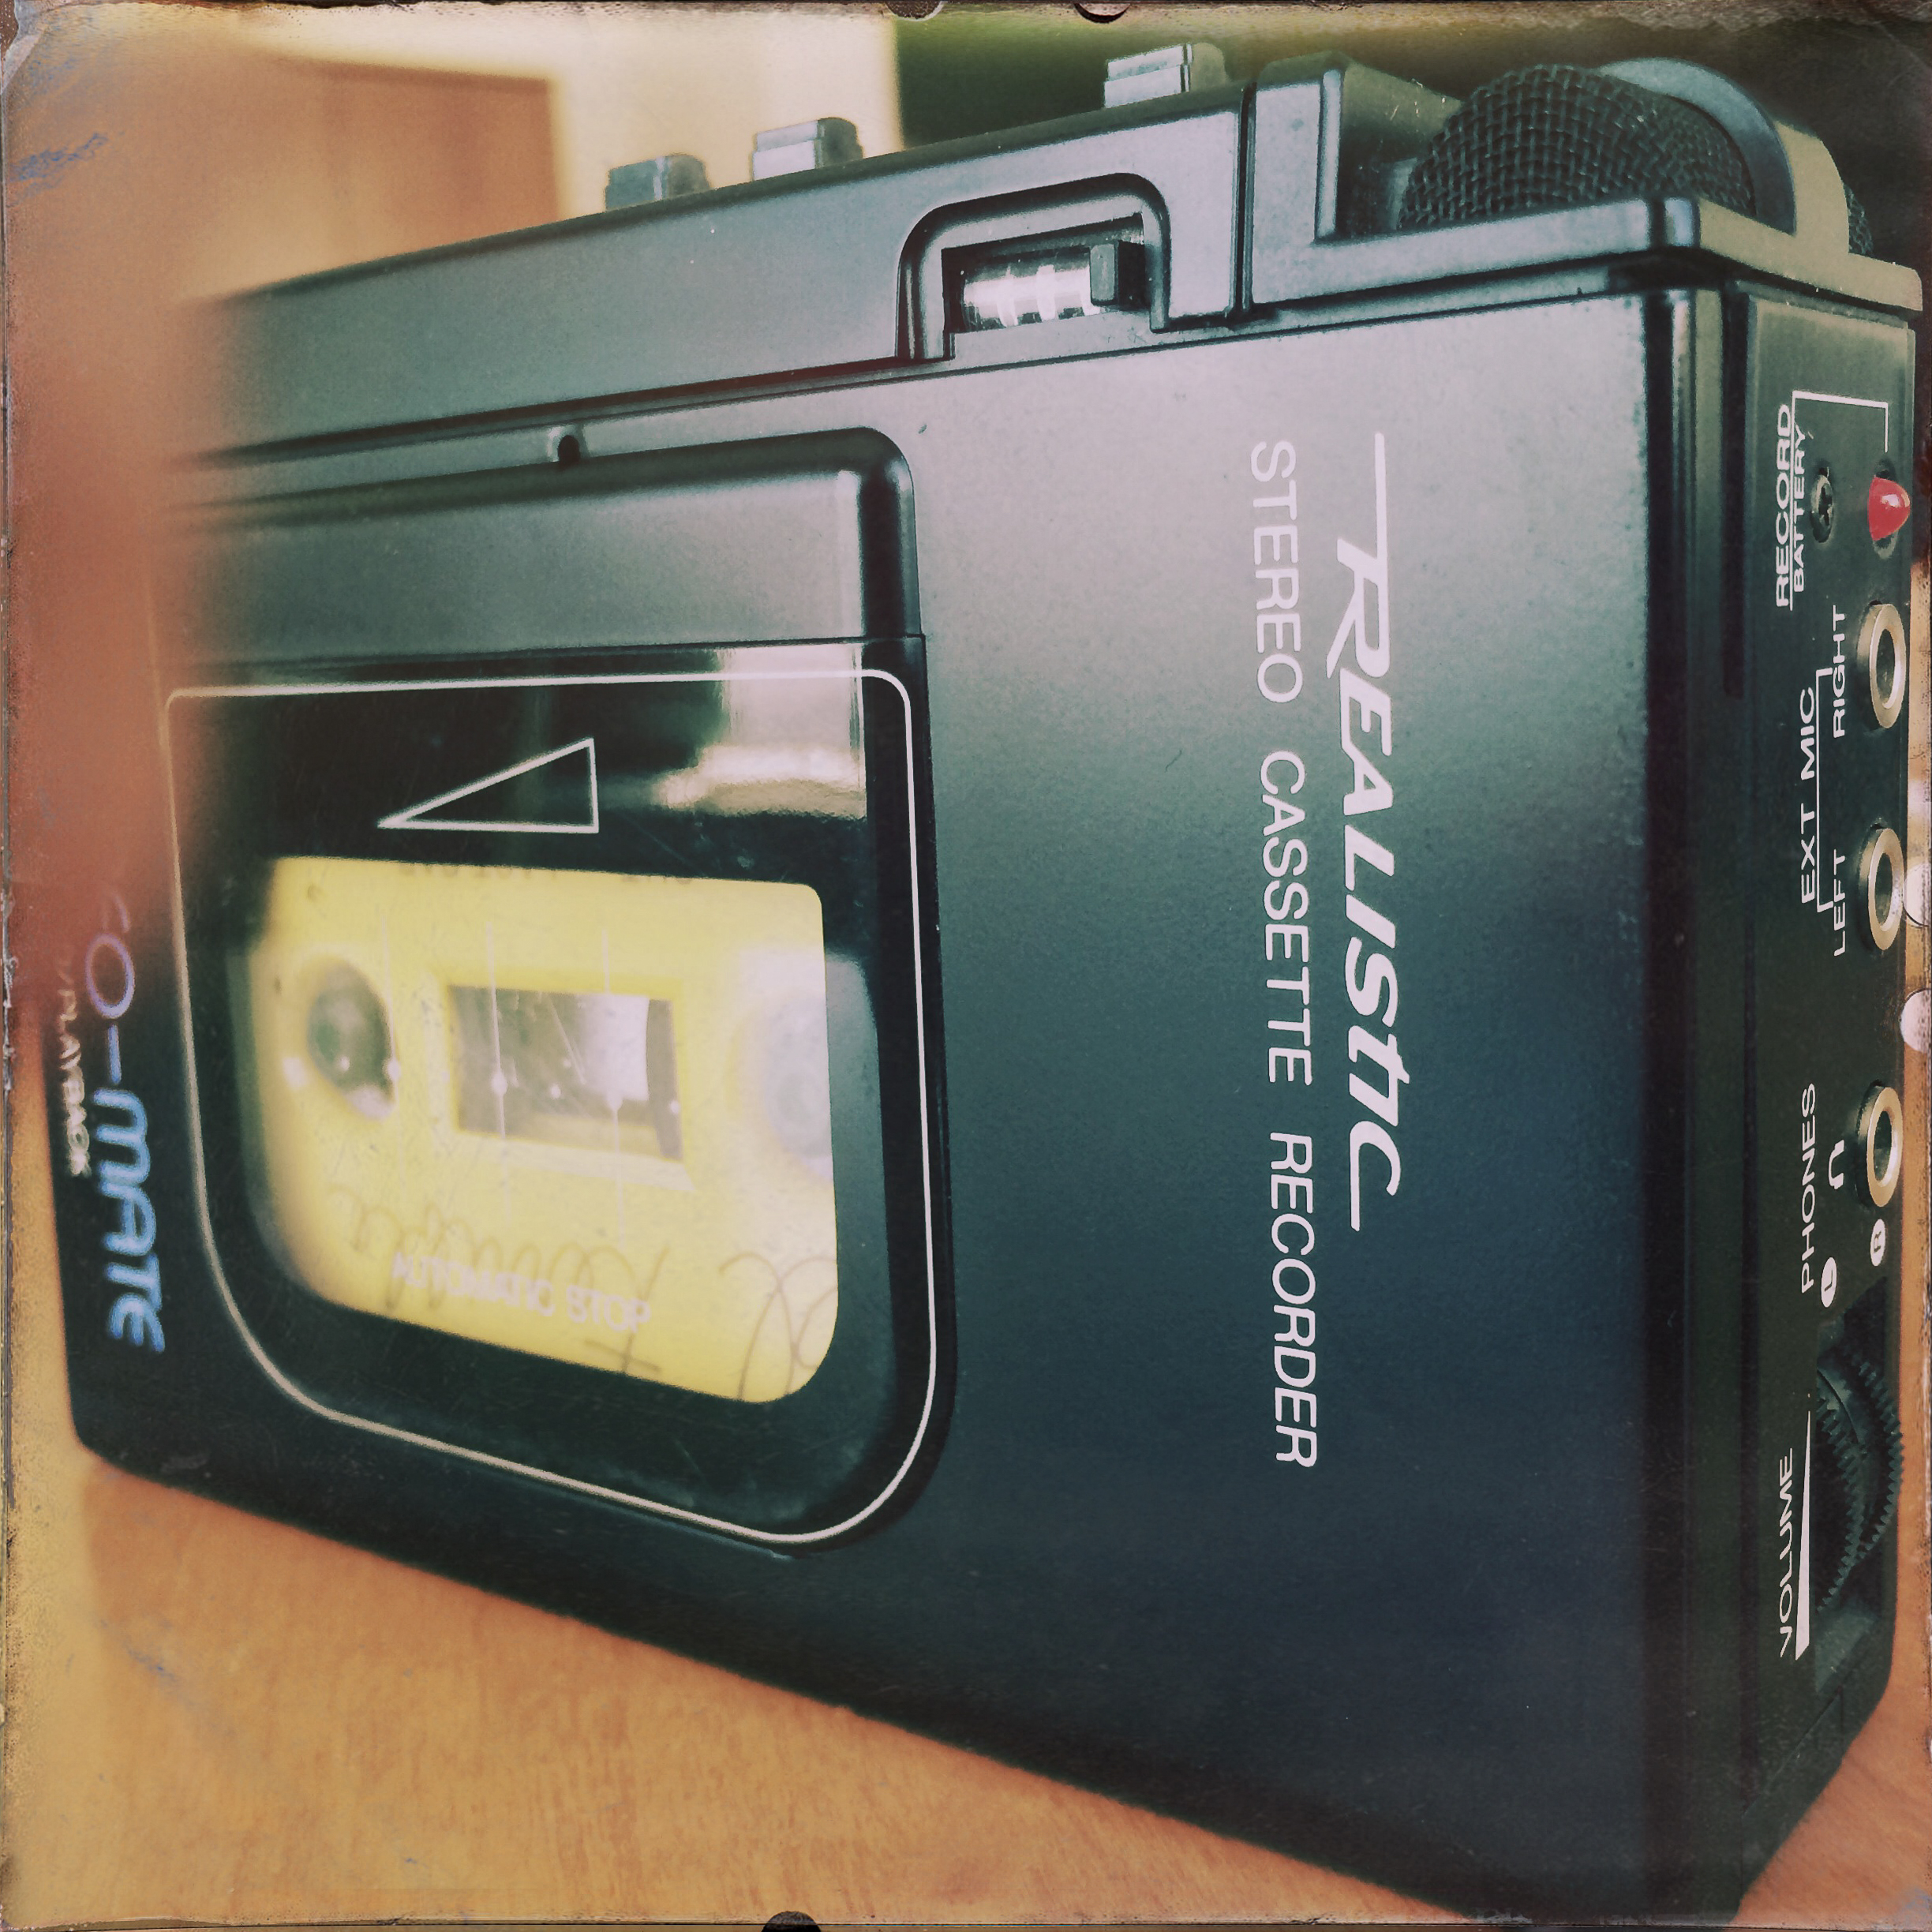 REALISTIC
STEREO CASSETTE RECORDER
O-MATE
PLAYBACK
AUTOMATIC STOP
RECORD
BATTERY
RIGHT
EXT MIC
LEFT
PHONES
L
R
VOLUME